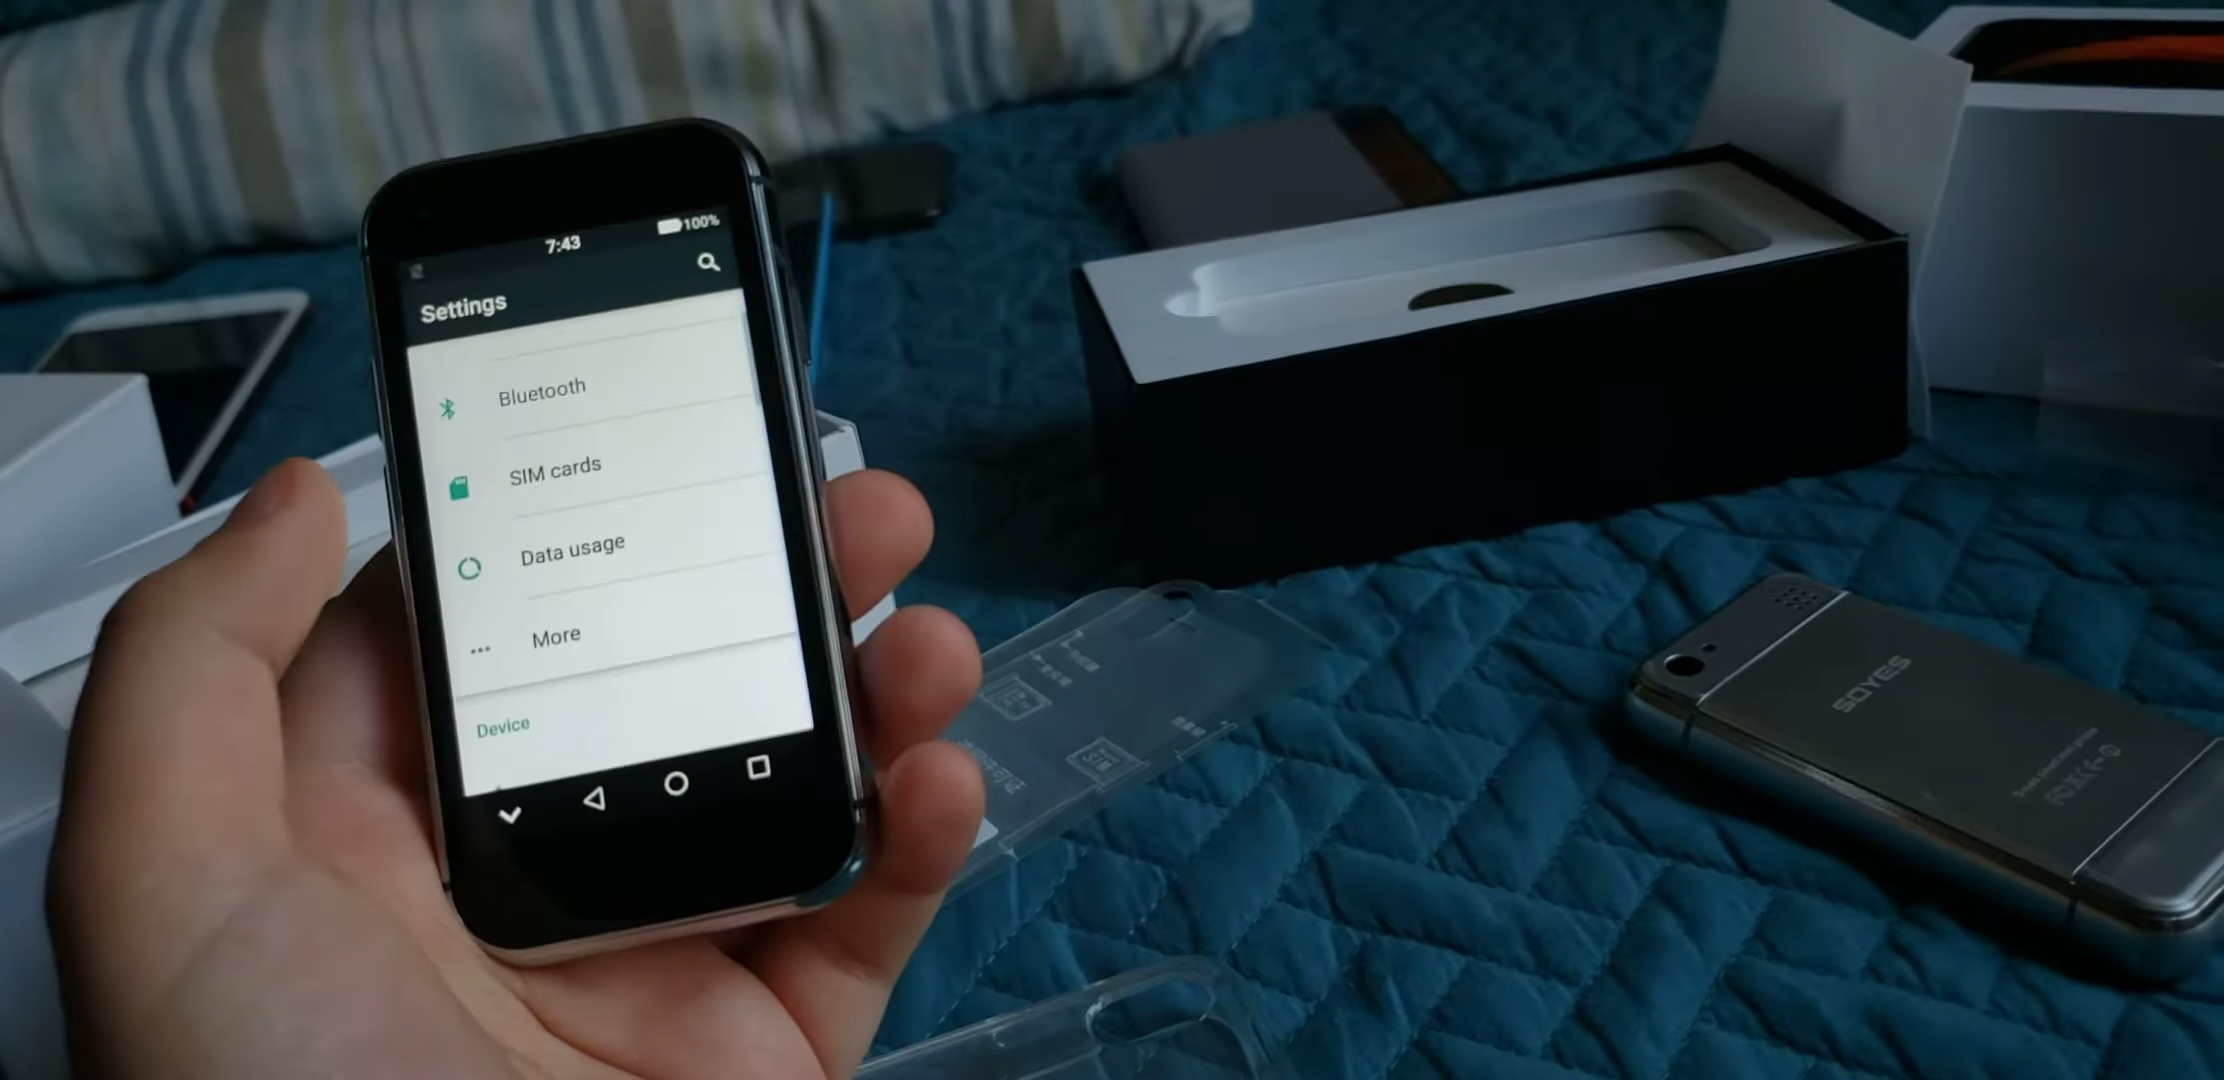 7:43
100%
Settings
Bluetooth
SIM cards
Data usage
More
Device
SOYES